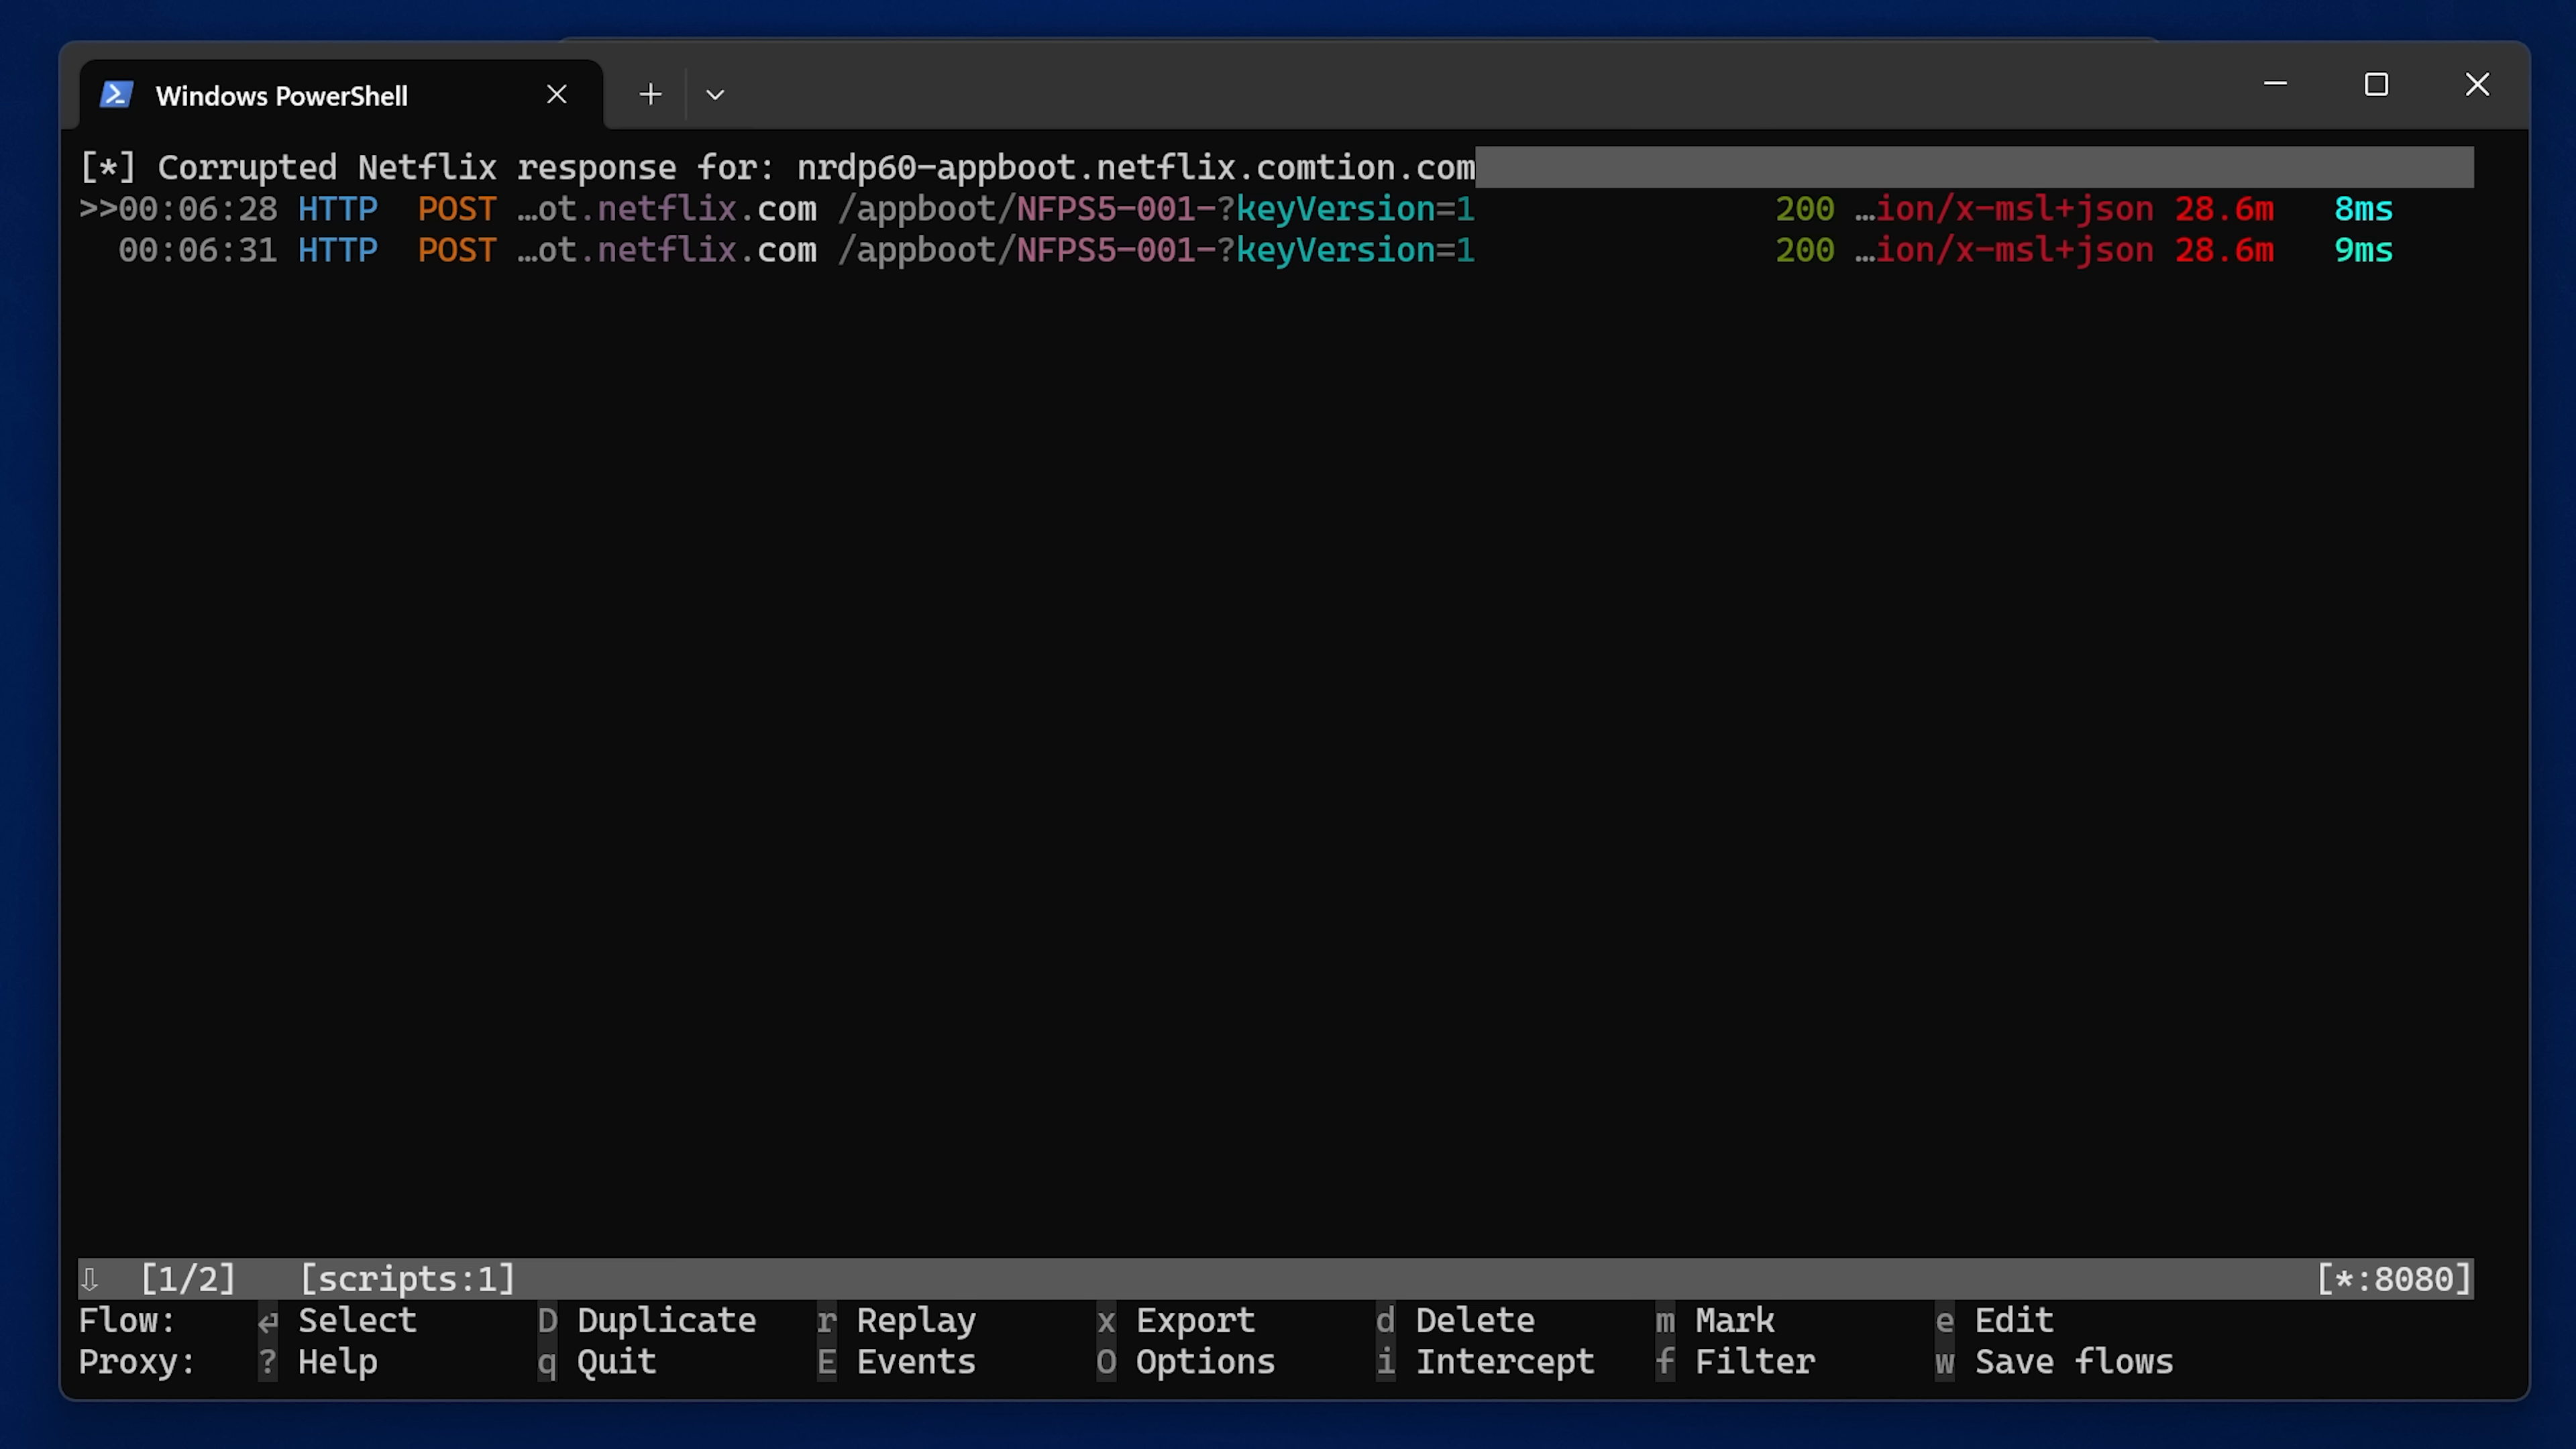 Windows PowerShell
[*] Corrupted Netflix response for: nrdp60-appboot.netflix.comtion.com
>>00:06:28 HTTP POST …ot.netflix.com /appboot/NFPS5-001-?keyVersion=1 200 …ion/x-msl+json 28.6m 8ms
00:06:31 HTTP POST …ot.netflix.com /appboot/NFPS5-001-?keyVersion=1 200 …ion/x-msl+json 28.6m 9ms
⇩ [1/2] [scripts:1] [*:8080]
Flow: ↵ Select D Duplicate r Replay x Export d Delete m Mark e Edit
Proxy: ? Help q Quit E Events O Options i Intercept f Filter w Save flows